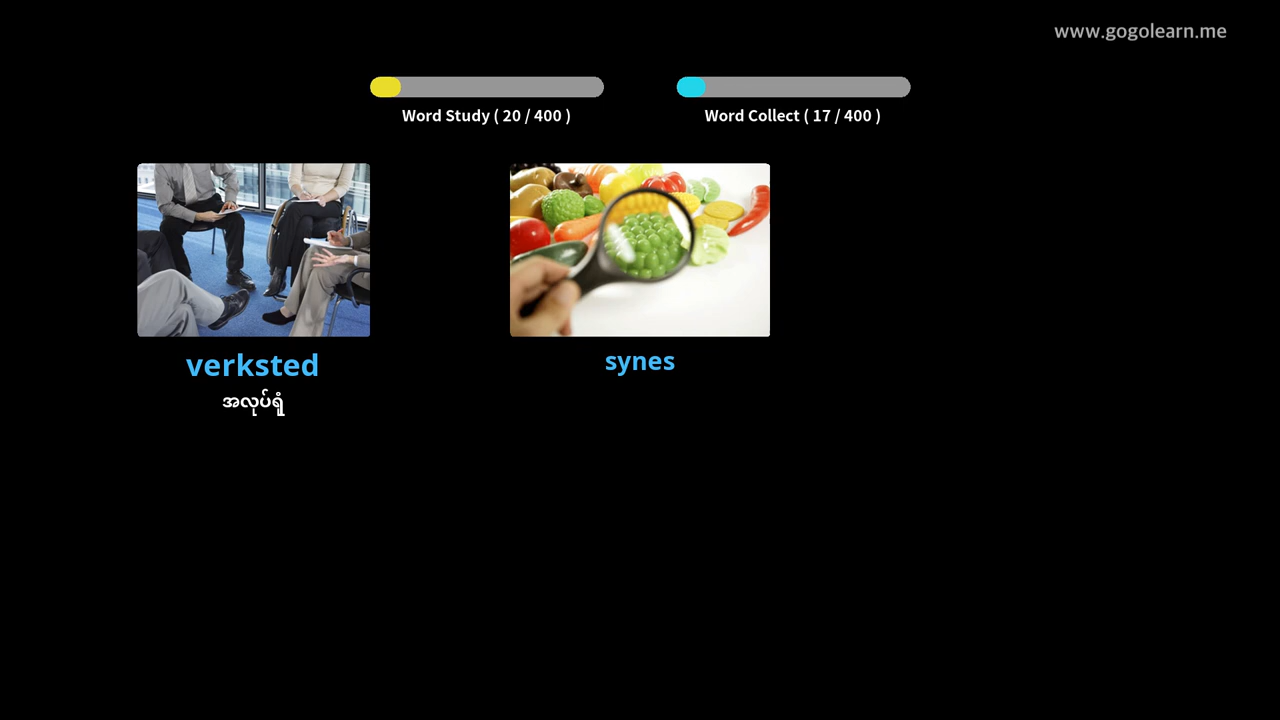 www.gogolearn.me
Word Study ( 20 / 400 )
Word Collect ( 17 / 400 )
verksted
synes
အလုပ်ရုံ